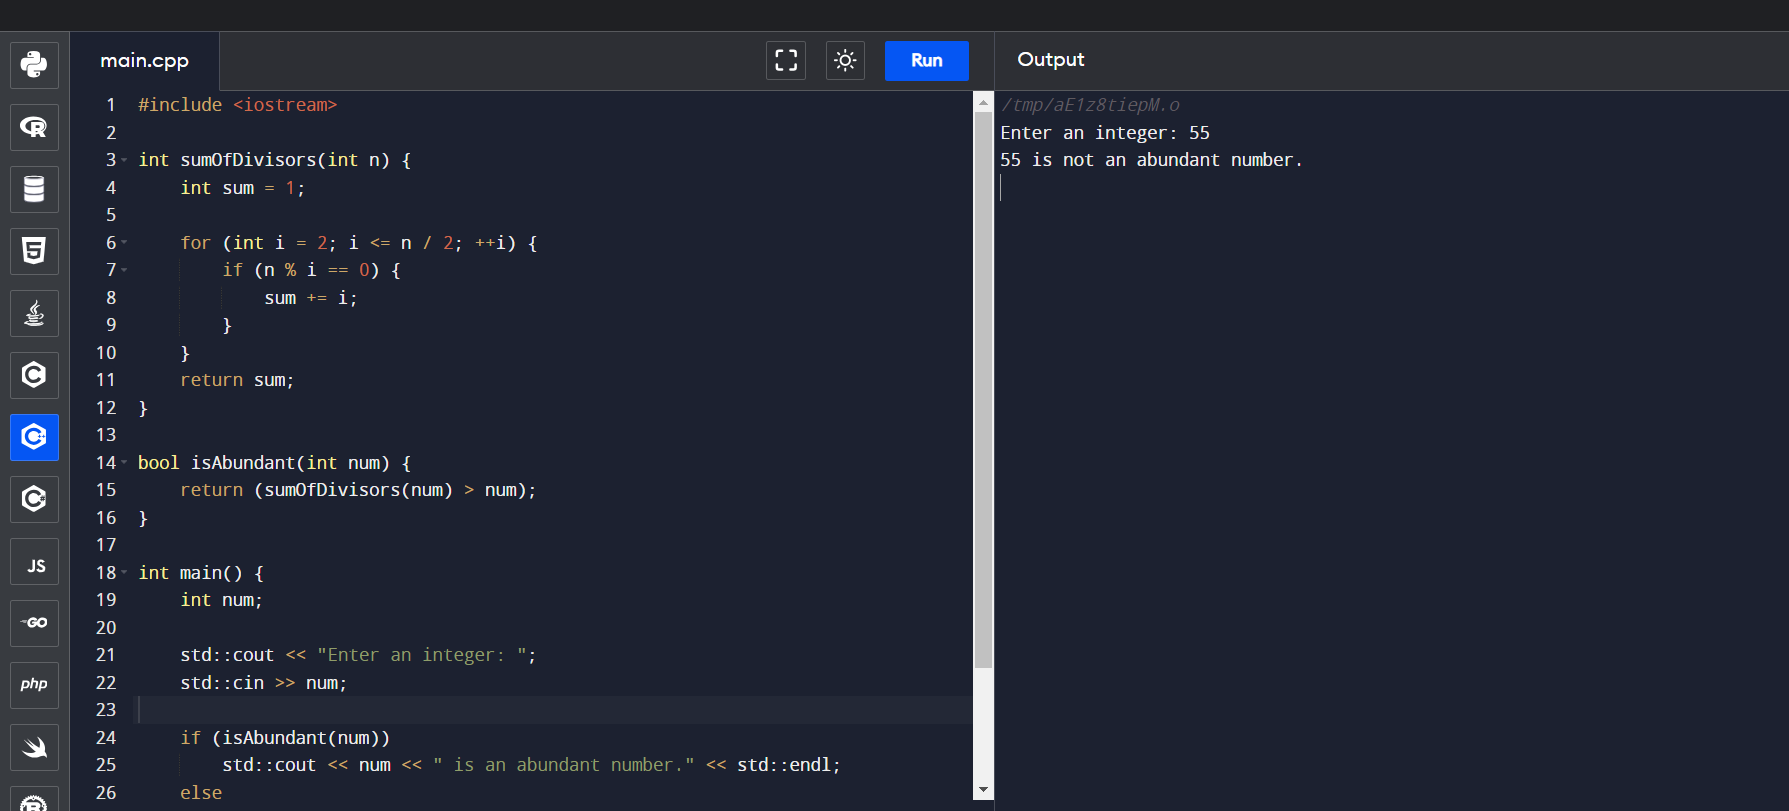 main.cpp
Run
Output
1 #include <iostream>
2
3 int sumOfDivisors(int n) {
4     int sum = 1;
5
6     for (int i = 2; i <= n / 2; ++i) {
7         if (n % i == 0) {
8             sum += i;
9         }
10     }
11     return sum;
12 }
13
14 bool isAbundant(int num) {
15     return (sumOfDivisors(num) > num);
16 }
17
18 int main() {
19     int num;
20
21     std::cout << "Enter an integer: ";
22     std::cin >> num;
23
24     if (isAbundant(num))
25         std::cout << num << " is an abundant number." << std::endl;
26     else
/tmp/aE1z8tiepM.o
Enter an integer: 55
55 is not an abundant number.
R
5
C
C++
C#
JS
GO
php
R